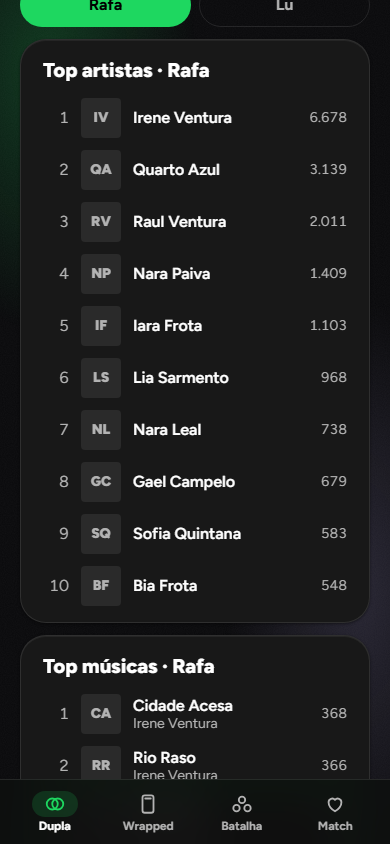 Rafa
Lu
Top artistas · Rafa
1 IV Irene Ventura 6.678
2 QA Quarto Azul 3.139
3 RV Raul Ventura 2.011
4 NP Nara Paiva 1.409
5 IF Iara Frota 1.103
6 LS Lia Sarmento 968
7 NL Nara Leal 738
8 GC Gael Campelo 679
9 SQ Sofia Quintana 583
10 BF Bia Frota 548
Top músicas · Rafa
1 CA Cidade Acesa 368
Irene Ventura
2 RR Rio Raso 366
Irene Ventura
Dupla
Wrapped
Batalha
Match